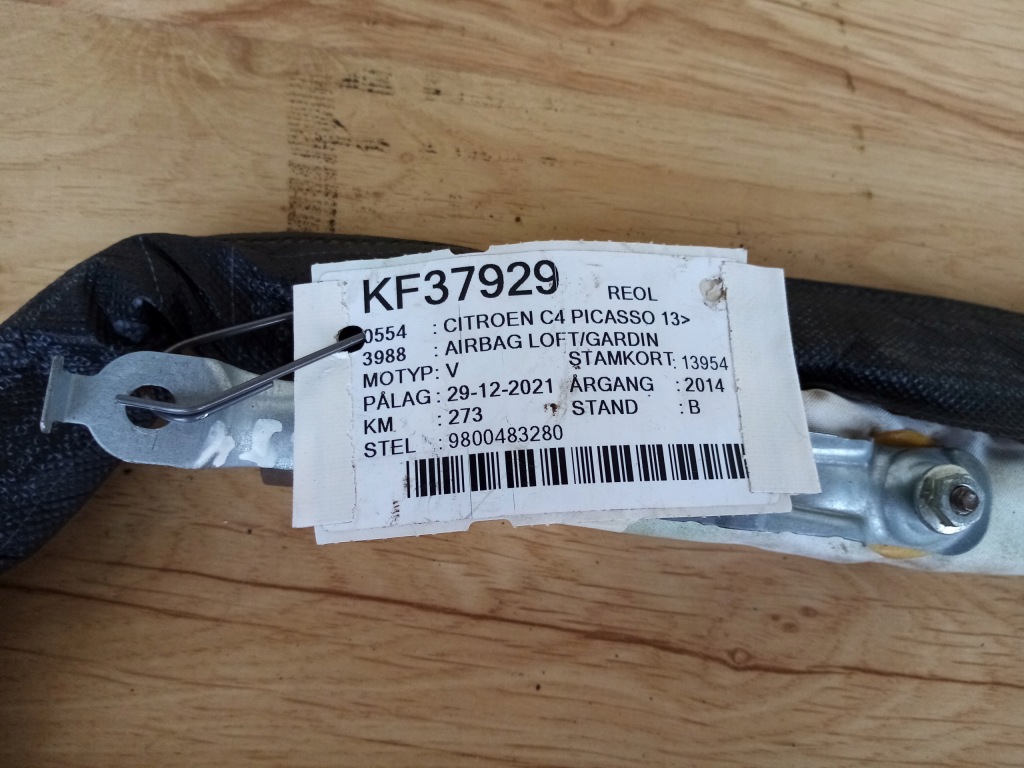 KF37929 REOL
0554 : CITROEN C4 PICASSO 13>
3988 : AIRBAG LOFT/GARDIN
MOTYP: V STAMKORT: 13954
PÅLAG : 29-12-2021 ÅRGANG : 2014
KM : 273 STAND : B
STEL : 9800483280